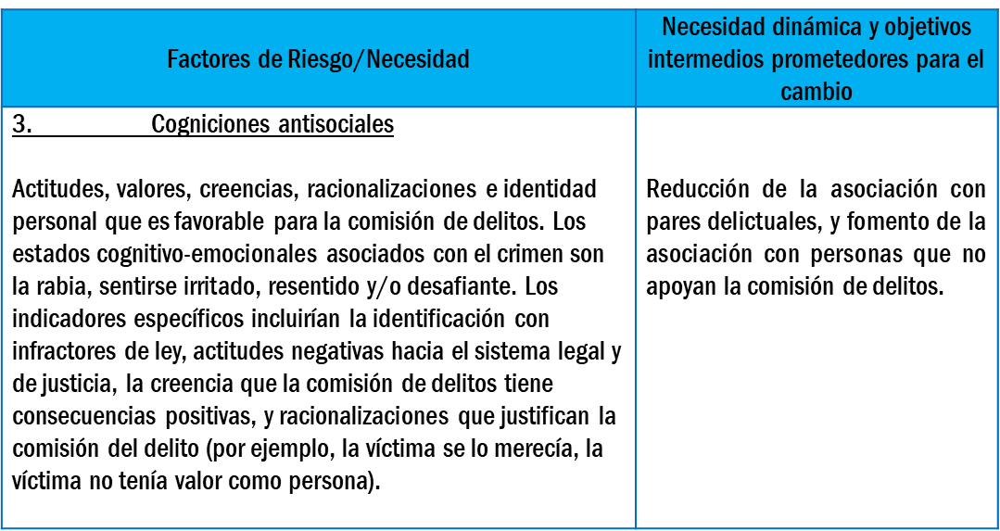 Factores de Riesgo/Necesidad
Necesidad dinámica y objetivos
intermedios prometedores para el
cambio
3. Cogniciones antisociales
Actitudes, valores, creencias, racionalizaciones e identidad
personal que es favorable para la comisión de delitos. Los
estados cognitivo-emocionales asociados con el crimen son
la rabia, sentirse irritado, resentido y/o desafiante. Los
indicadores específicos incluirían la identificación con
infractores de ley, actitudes negativas hacia el sistema legal y
de justicia, la creencia que la comisión de delitos tiene
consecuencias positivas, y racionalizaciones que justifican la
comisión del delito (por ejemplo, la víctima se lo merecía, la
víctima no tenía valor como persona).
Reducción de la asociación con
pares delictuales, y fomento de la
asociación con personas que no
apoyan la comisión de delitos.